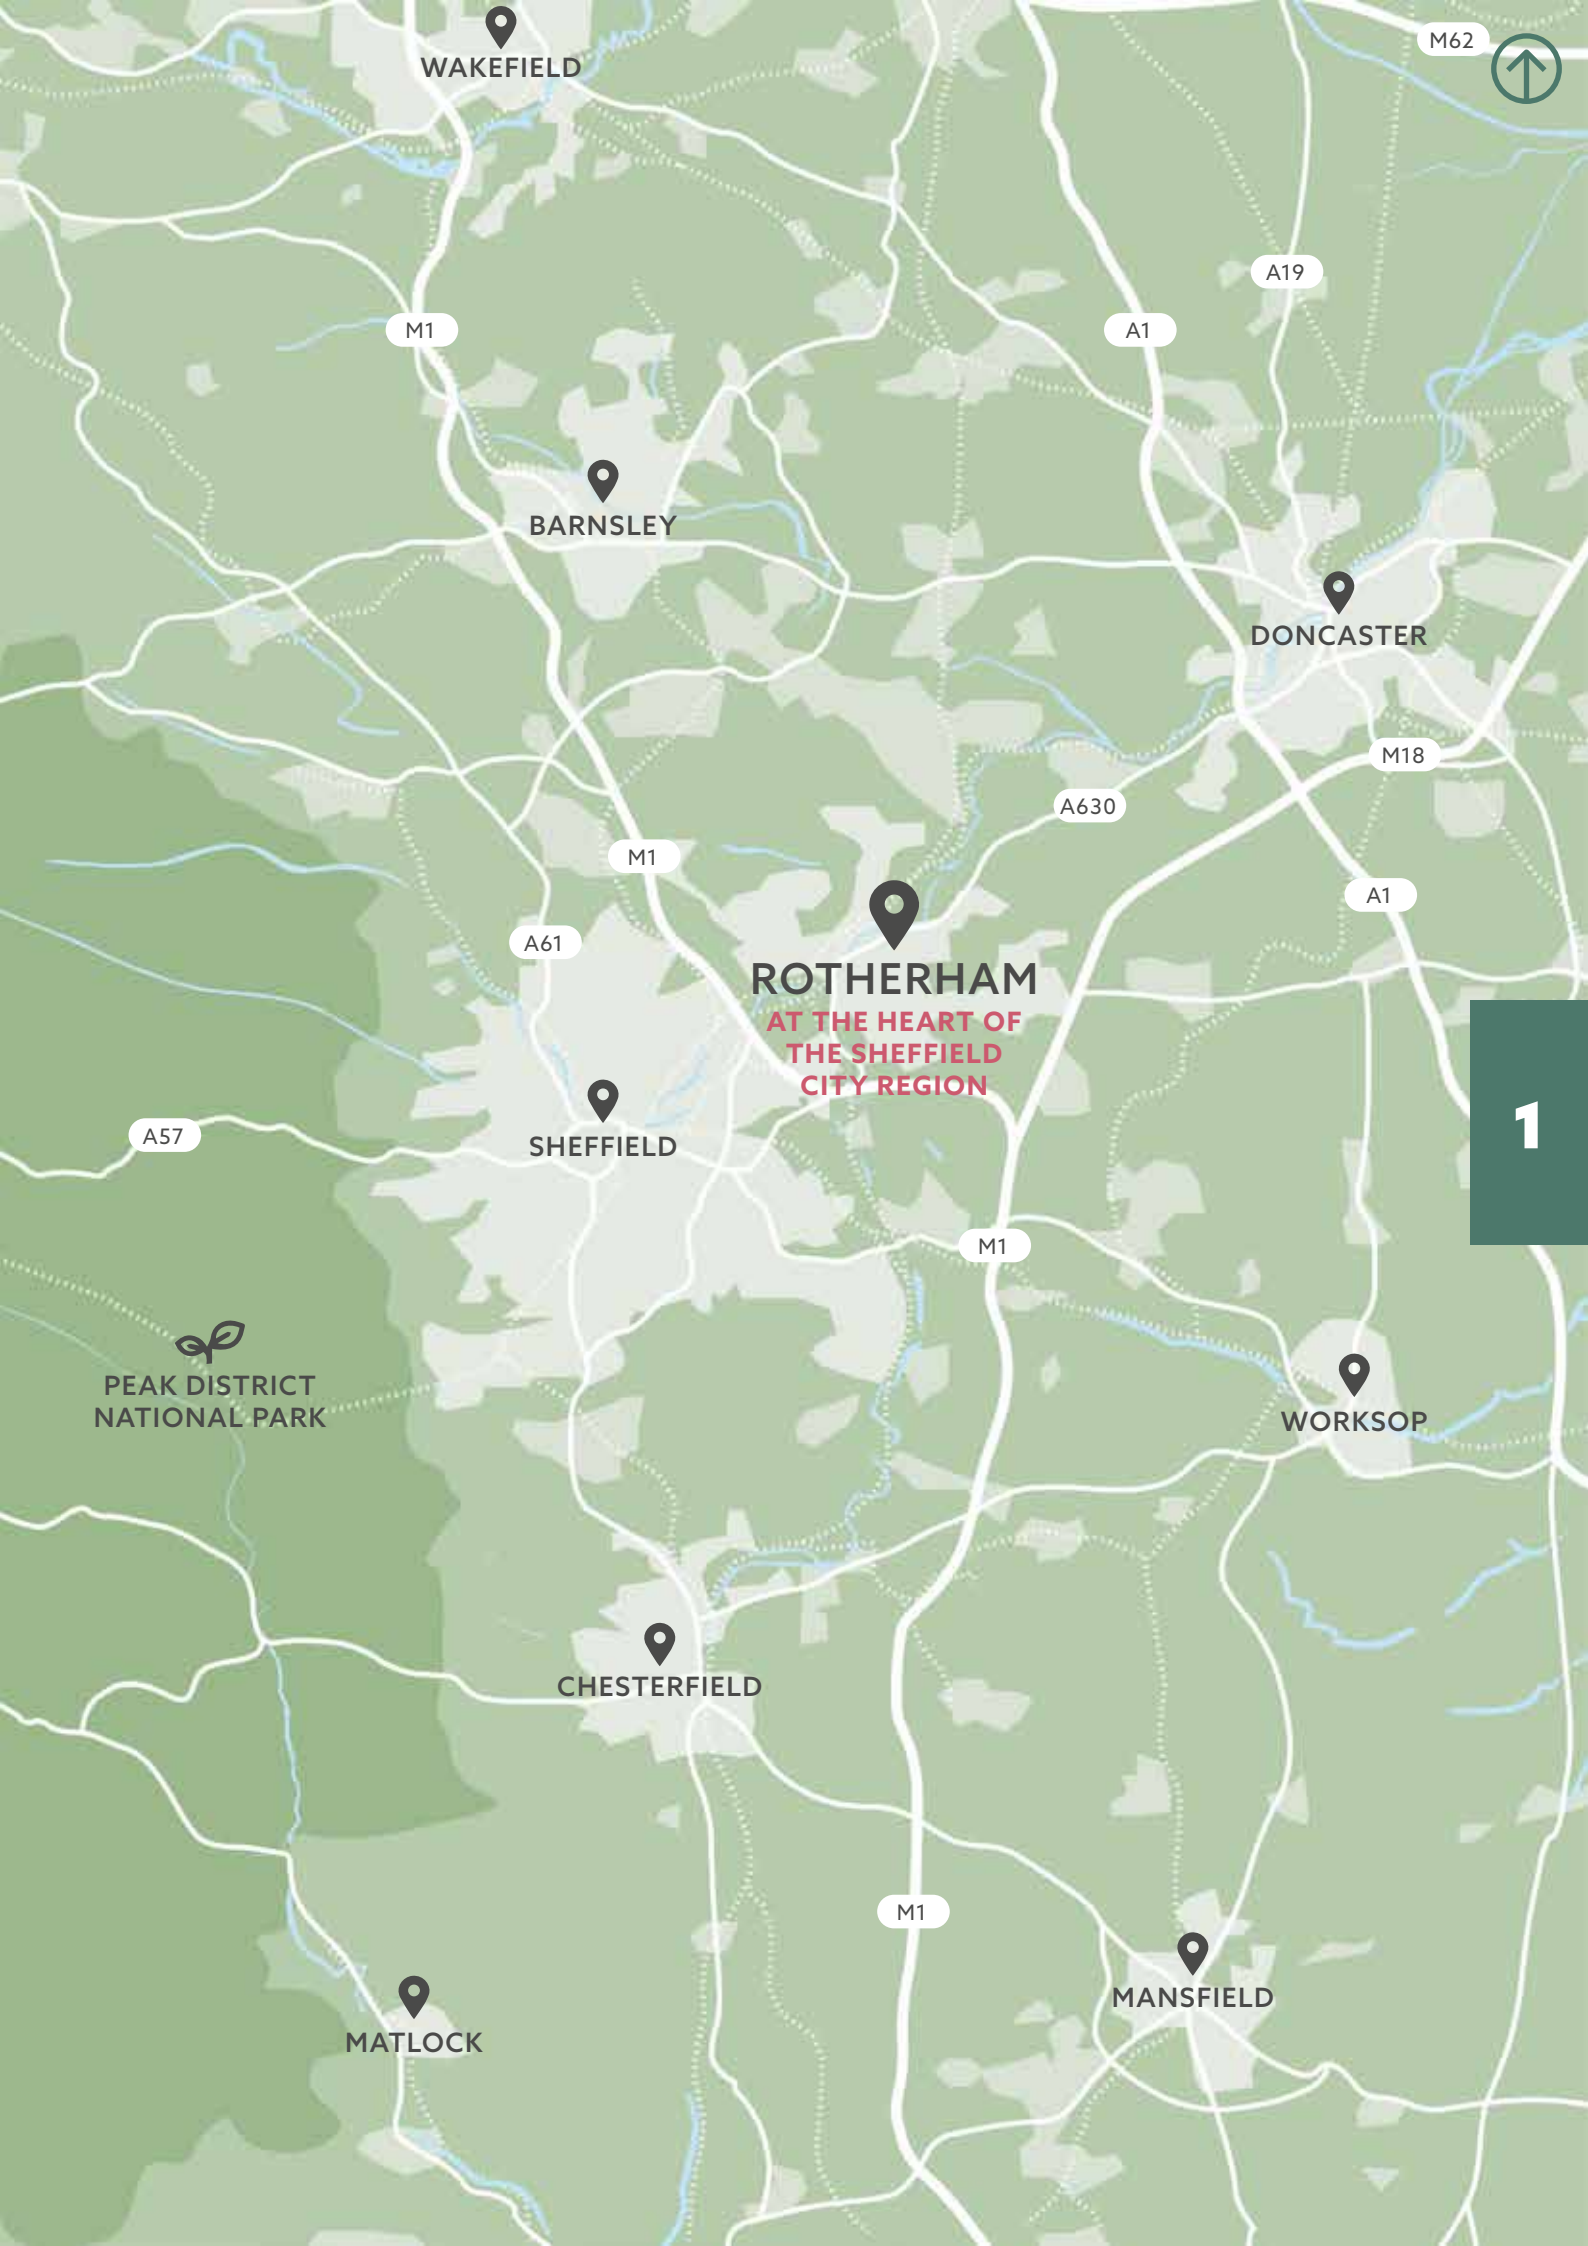 WAKEFIELD
M62
A19
M1
A1
BARNSLEY
DONCASTER
M18
A630
M1
A1
A61
ROTHERHAM
AT THE HEART OF
THE SHEFFIELD
CITY REGION
1
A57
SHEFFIELD
M1
PEAK DISTRICT
NATIONAL PARK
WORKSOP
CHESTERFIELD
M1
MANSFIELD
MATLOCK